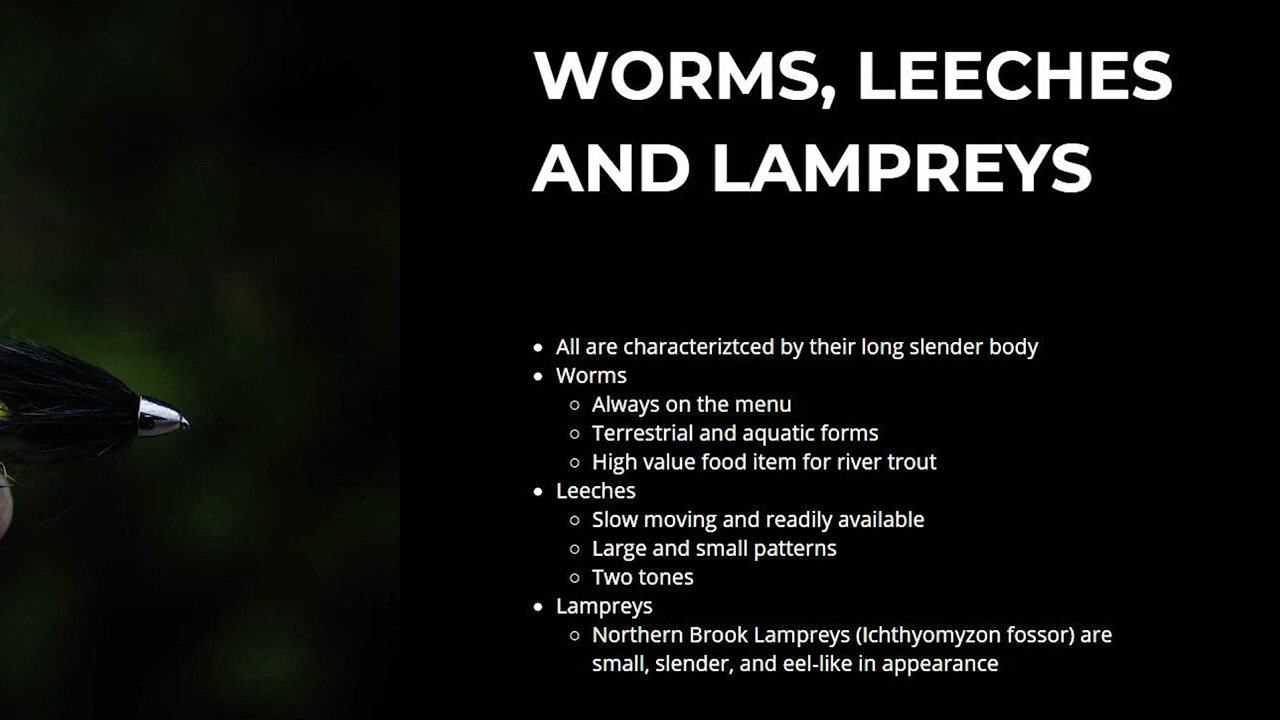 WORMS, LEECHES
AND LAMPREYS
• All are characteriztced by their long slender body
• Worms
○ Always on the menu
○ Terrestrial and aquatic forms
○ High value food item for river trout
• Leeches
○ Slow moving and readily available
○ Large and small patterns
○ Two tones
• Lampreys
○ Northern Brook Lampreys (Ichthyomyzon fossor) are
small, slender, and eel-like in appearance